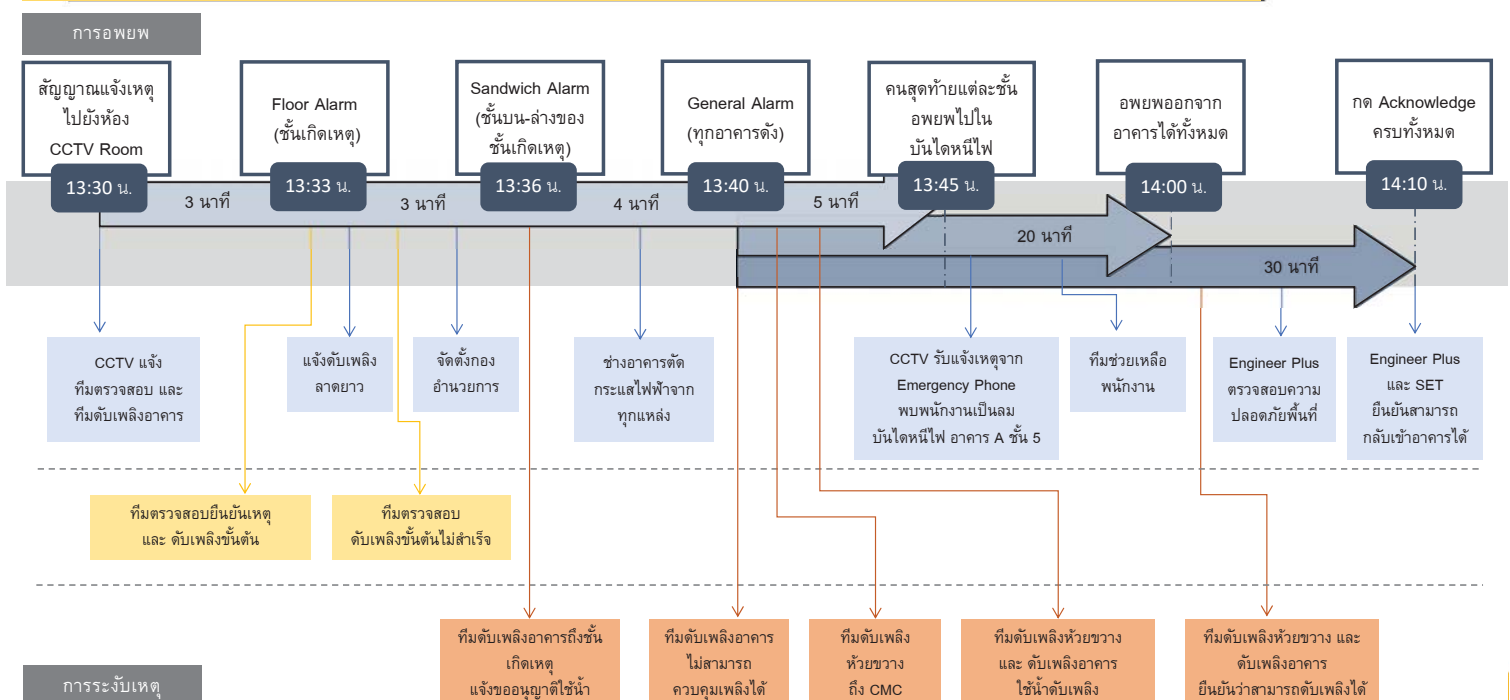 การอพยพ
สัญญาณแจ้งเหตุ
ไปยังห้อง
CCTV Room
13:30 น.
Floor Alarm
(ชั้นเกิดเหตุ)
13:33 น.
Sandwich Alarm
(ชั้นบน-ล่างของ
ชั้นเกิดเหตุ)
13:36 น.
General Alarm
(ทุกอาคารดัง)
13:40 น.
คนสุดท้ายแต่ละชั้น
อพยพไปใน
บันไดหนีไฟ
13:45 น.
อพยพออกจาก
อาคารได้ทั้งหมด
14:00 น.
กด Acknowledge
ครบทั้งหมด
14:10 น.
3 นาที
3 นาที
4 นาที
5 นาที
20 นาที
30 นาที
CCTV แจ้ง
ทีมตรวจสอบ และ
ทีมดับเพลิงอาคาร
แจ้งดับเพลิง
ลาดยาว
จัดตั้งกอง
อำนวยการ
ช่างอาคารตัด
กระแสไฟฟ้าจาก
ทุกแหล่ง
CCTV รับแจ้งเหตุจาก
Emergency Phone
พบพนักงานเป็นลม
บันไดหนีไฟ อาคาร A ชั้น 5
ทีมช่วยเหลือ
พนักงาน
Engineer Plus
ตรวจสอบความ
ปลอดภัยพื้นที่
Engineer Plus
และ SET
ยืนยันสามารถ
กลับเข้าอาคารได้
ทีมตรวจสอบยืนยันเหตุ
และ ดับเพลิงขั้นต้น
ทีมตรวจสอบ
ดับเพลิงขั้นต้นไม่สำเร็จ
การระงับเหตุ
ทีมดับเพลิงอาคารถึงชั้น
เกิดเหตุ
แจ้งขออนุญาติใช้น้ำ
ทีมดับเพลิงอาคาร
ไม่สามารถ
ควบคุมเพลิงได้
ทีมดับเพลิง
ห้วยขวาง
ถึง CMC
ทีมดับเพลิงห้วยขวาง
และ ดับเพลิงอาคาร
ใช้น้ำดับเพลิง
ทีมดับเพลิงห้วยขวาง และ
ดับเพลิงอาคาร
ยืนยันว่าสามารถดับเพลิงได้